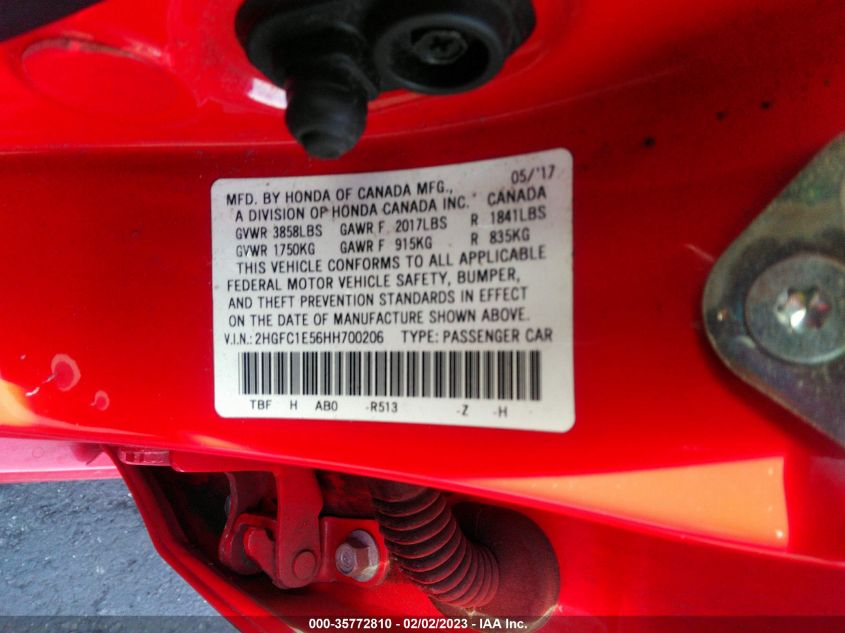 MFD. BY HONDA OF CANADA MFG., 05/'17
A DIVISION OF HONDA CANADA INC. CANADA
GVWR 3858LBS GAWR F 2017LBS R 1841LBS
GVWR 1750KG GAWR F 915KG R 835KG
THIS VEHICLE CONFORMS TO ALL APPLICABLE
FEDERAL MOTOR VEHICLE SAFETY, BUMPER,
AND THEFT PREVENTION STANDARDS IN EFFECT
ON THE DATE OF MANUFACTURE SHOWN ABOVE.
V.I.N.: 2HGFC1E56HH700206 TYPE: PASSENGER CAR
TBF H AB0 -R513 -Z -H
000-35772810 - 02/02/2023 - IAA Inc.